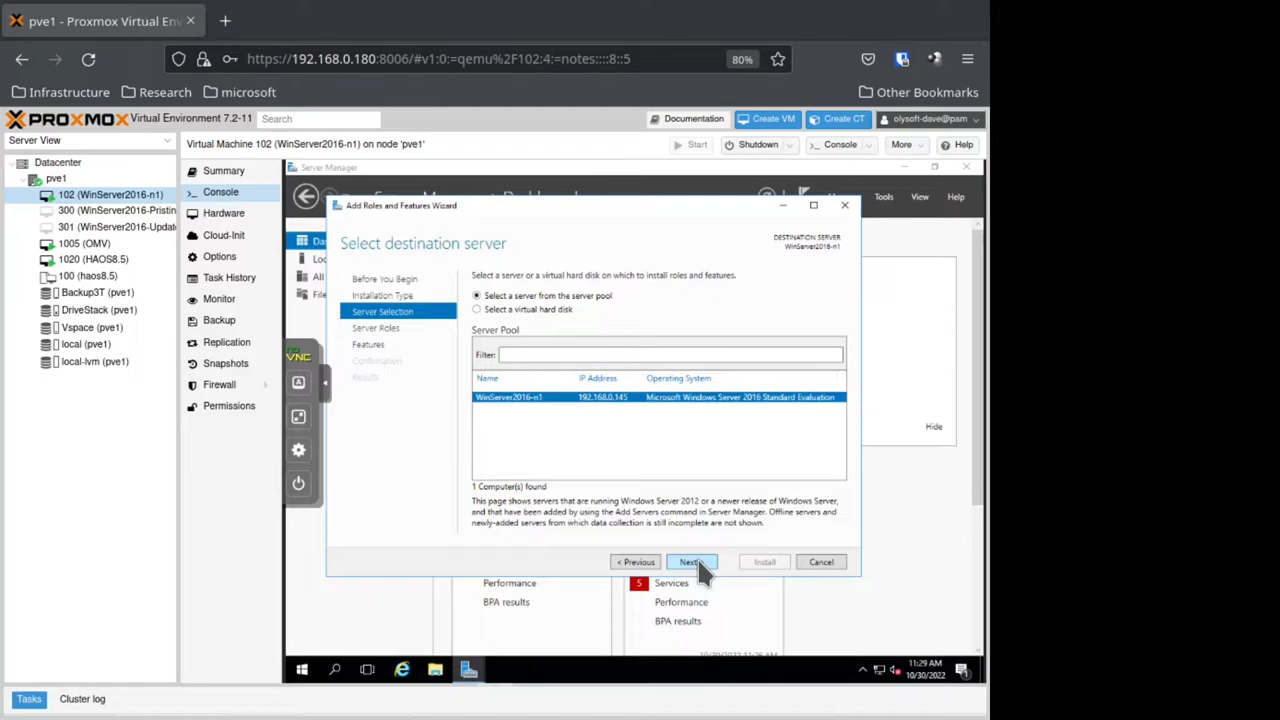 pve1 - Proxmox Virtual En
https://192.168.0.180:8006/#v1:0:=qemu%2F102:4:=notes::::8::5
80%
Infrastructure
Research
microsoft
Other Bookmarks
PROXMOX
Virtual Environment 7.2-11
Search
Documentation
Create VM
Create CT
olysoft-dave@pam
Server View
Virtual Machine 102 (WinServer2016-n1) on node 'pve1'
Start
Shutdown
Console
More
Help
Datacenter
pve1
102 (WinServer2016-n1)
300 (WinServer2016-Pristin
301 (WinServer2016-Update
1005 (OMV)
1020 (HAOS8.5)
100 (haos8.5)
Backup3T (pve1)
DriveStack (pve1)
Vspace (pve1)
local (pve1)
local-lvm (pve1)
Summary
Console
Hardware
Cloud-Init
Options
Task History
Monitor
Backup
Replication
Snapshots
Firewall
Permissions
Server Manager
Tools
View
Help
Das
Loc
All
File
VNC
A
Add Roles and Features Wizard
Select destination server
DESTINATION SERVER
WinServer2016-n1
Before You Begin
Installation Type
Server Selection
Server Roles
Features
Confirmation
Results
Select a server or a virtual hard disk on which to install roles and features.
Select a server from the server pool
Select a virtual hard disk
Server Pool
Filter:
Name
IP Address
Operating System
WinServer2016-n1
192.168.0.145
Microsoft Windows Server 2016 Standard Evaluation
1 Computer(s) found
This page shows servers that are running Windows Server 2012 or a newer release of Windows Server,
and that have been added by using the Add Servers command in Server Manager. Offline servers and
newly-added servers from which data collection is still incomplete are not shown.
< Previous
Next
Install
Cancel
Hide
Performance
BPA results
5
Services
Performance
BPA results
11:29 AM
10/30/2022
1
Tasks
Cluster log